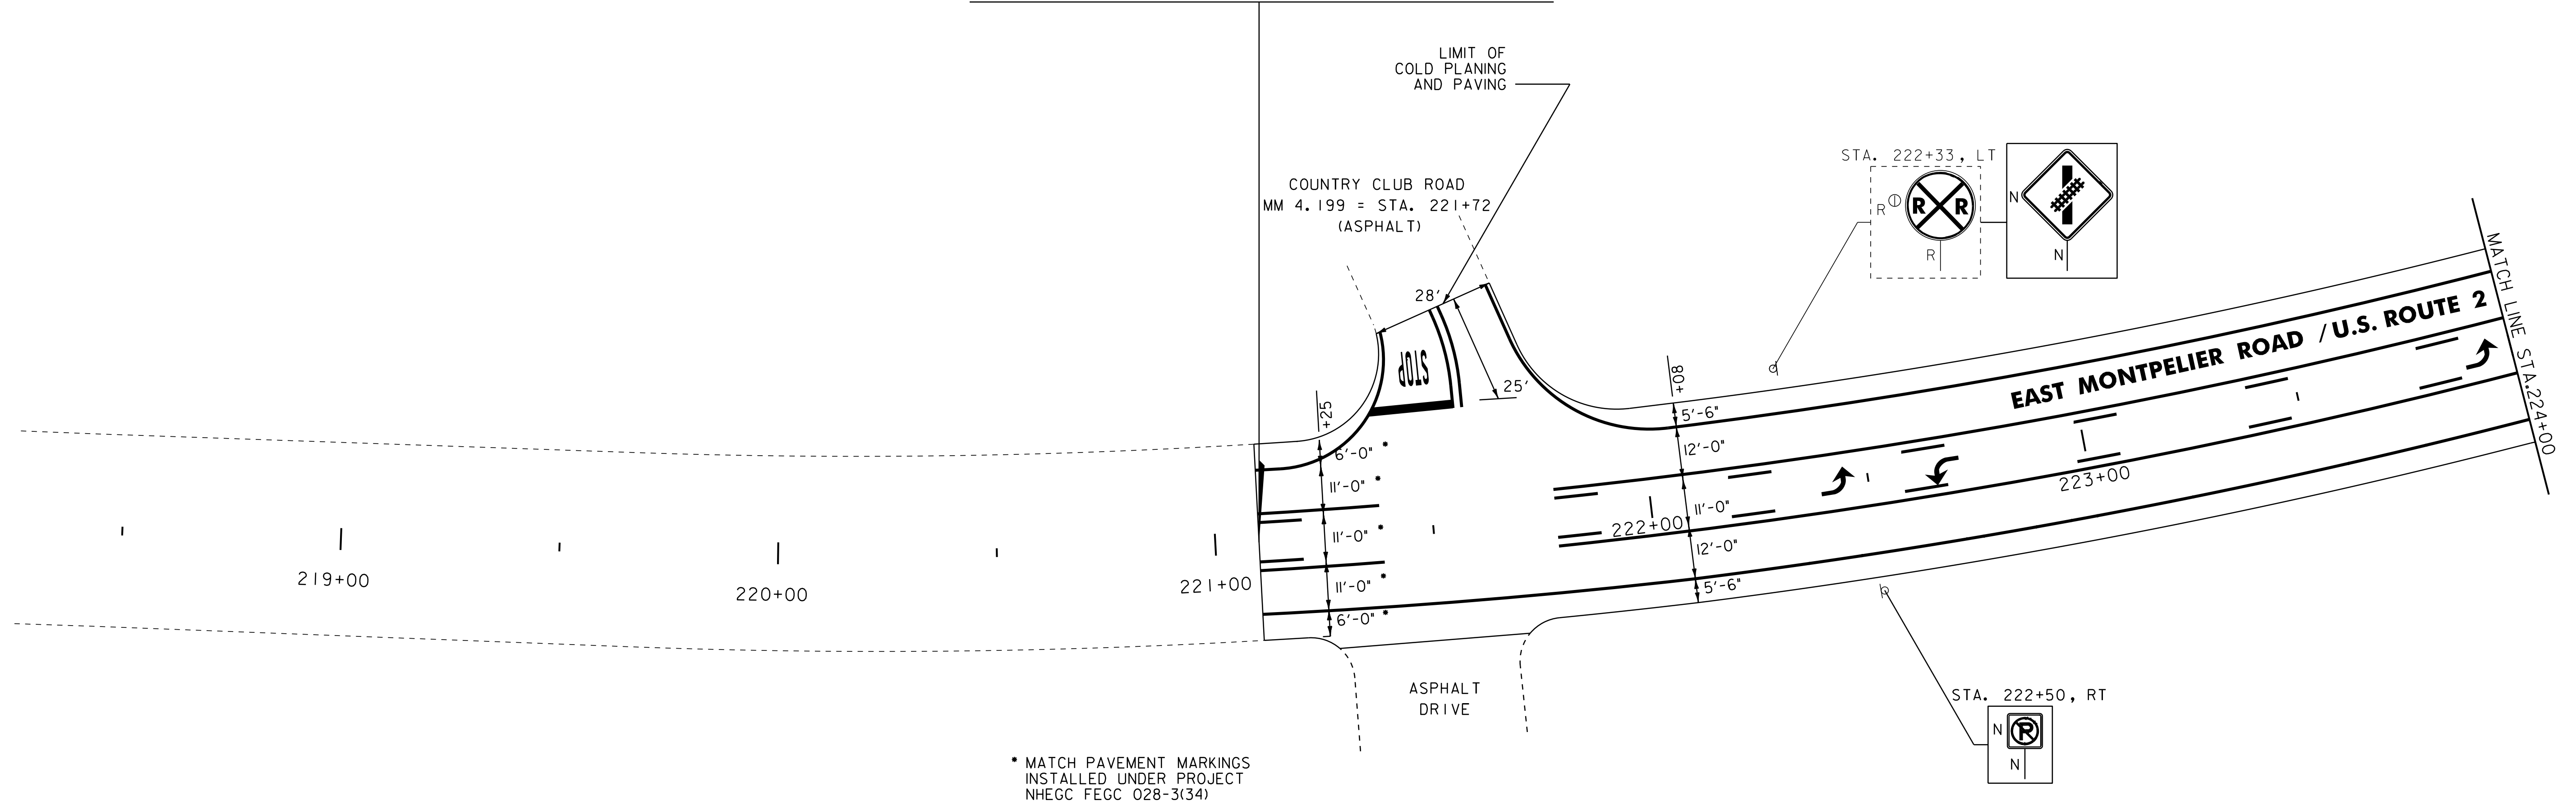 LIMIT OF
COLD PLANING
AND PAVING
COUNTRY CLUB ROAD
MM 4.199 = STA. 221+72
(ASPHALT)
STA. 222+33, LT
R
R R
R
N
N
28'
25'
STOP
+25
+08
6'-0" *
11'-0" *
11'-0" *
11'-0" *
6'-0" *
5'-6"
12'-0"
11'-0"
12'-0"
5'-6"
EAST MONTPELIER ROAD / U.S. ROUTE 2
MATCH LINE STA. 224+00
219+00
220+00
221+00
222+00
223+00
ASPHALT
DRIVE
STA. 222+50, RT
N
P
N
* MATCH PAVEMENT MARKINGS
INSTALLED UNDER PROJECT
NHEGC FEGC 028-3(34)